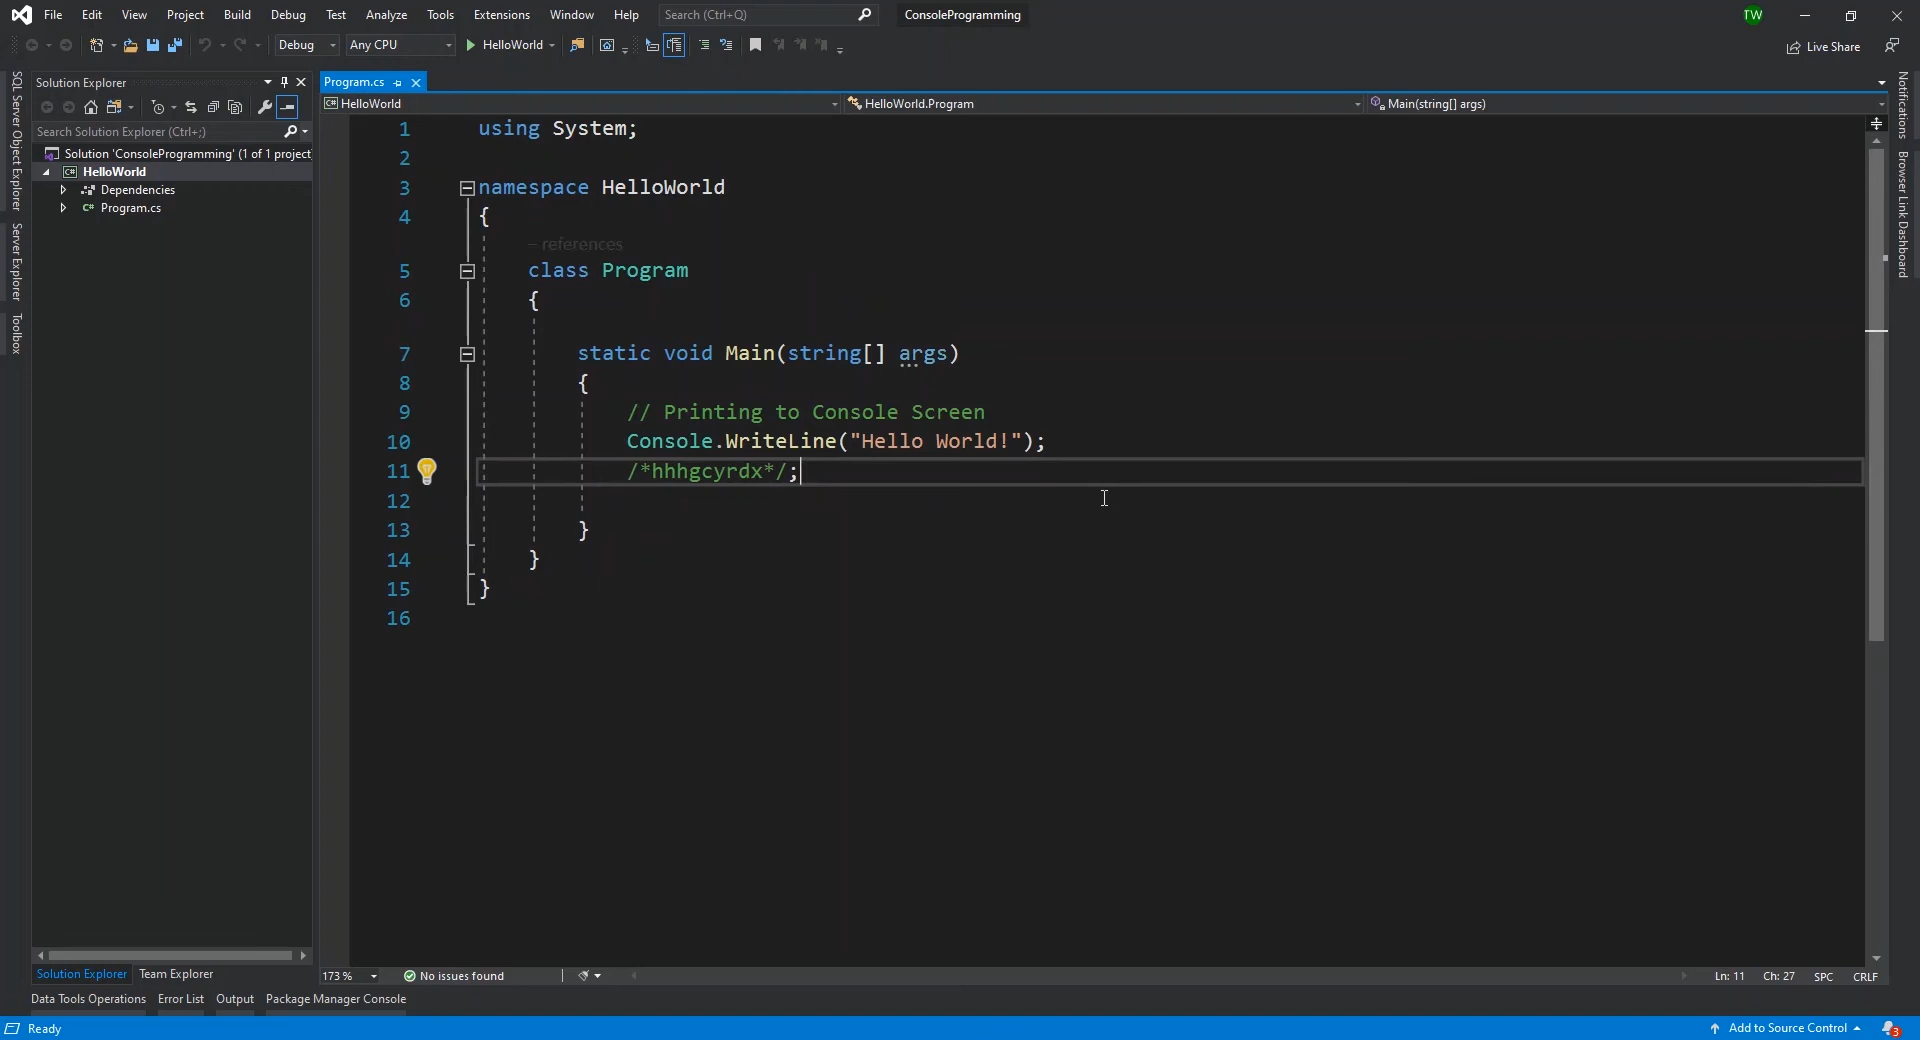 File Edit View Project Build Debug Test Analyze Tools Extensions Window Help Search (Ctrl+Q) ConsoleProgramming TW
Debug Any CPU HelloWorld Live Share
SQL Server Object Explorer
Server Explorer
Toolbox
Solution Explorer
Search Solution Explorer (Ctrl+;)
Solution 'ConsoleProgramming' (1 of 1 project
C# HelloWorld
Dependencies
C# Program.cs
Program.cs
C# HelloWorld HelloWorld.Program Main(string[] args)
1 using System;
2
3 namespace HelloWorld
4 {
– references
5 class Program
6 {
7 static void Main(string[] args)
8 {
9 // Printing to Console Screen
10 Console.WriteLine("Hello World!");
11 /*hhhgcyrdx*/;
12
13 }
14 }
15 }
16
Notifications
Browser Link Dashboard
173 % No issues found Ln: 11 Ch: 27 SPC CRLF
Solution Explorer Team Explorer
Data Tools Operations Error List Output Package Manager Console
Ready Add to Source Control 3